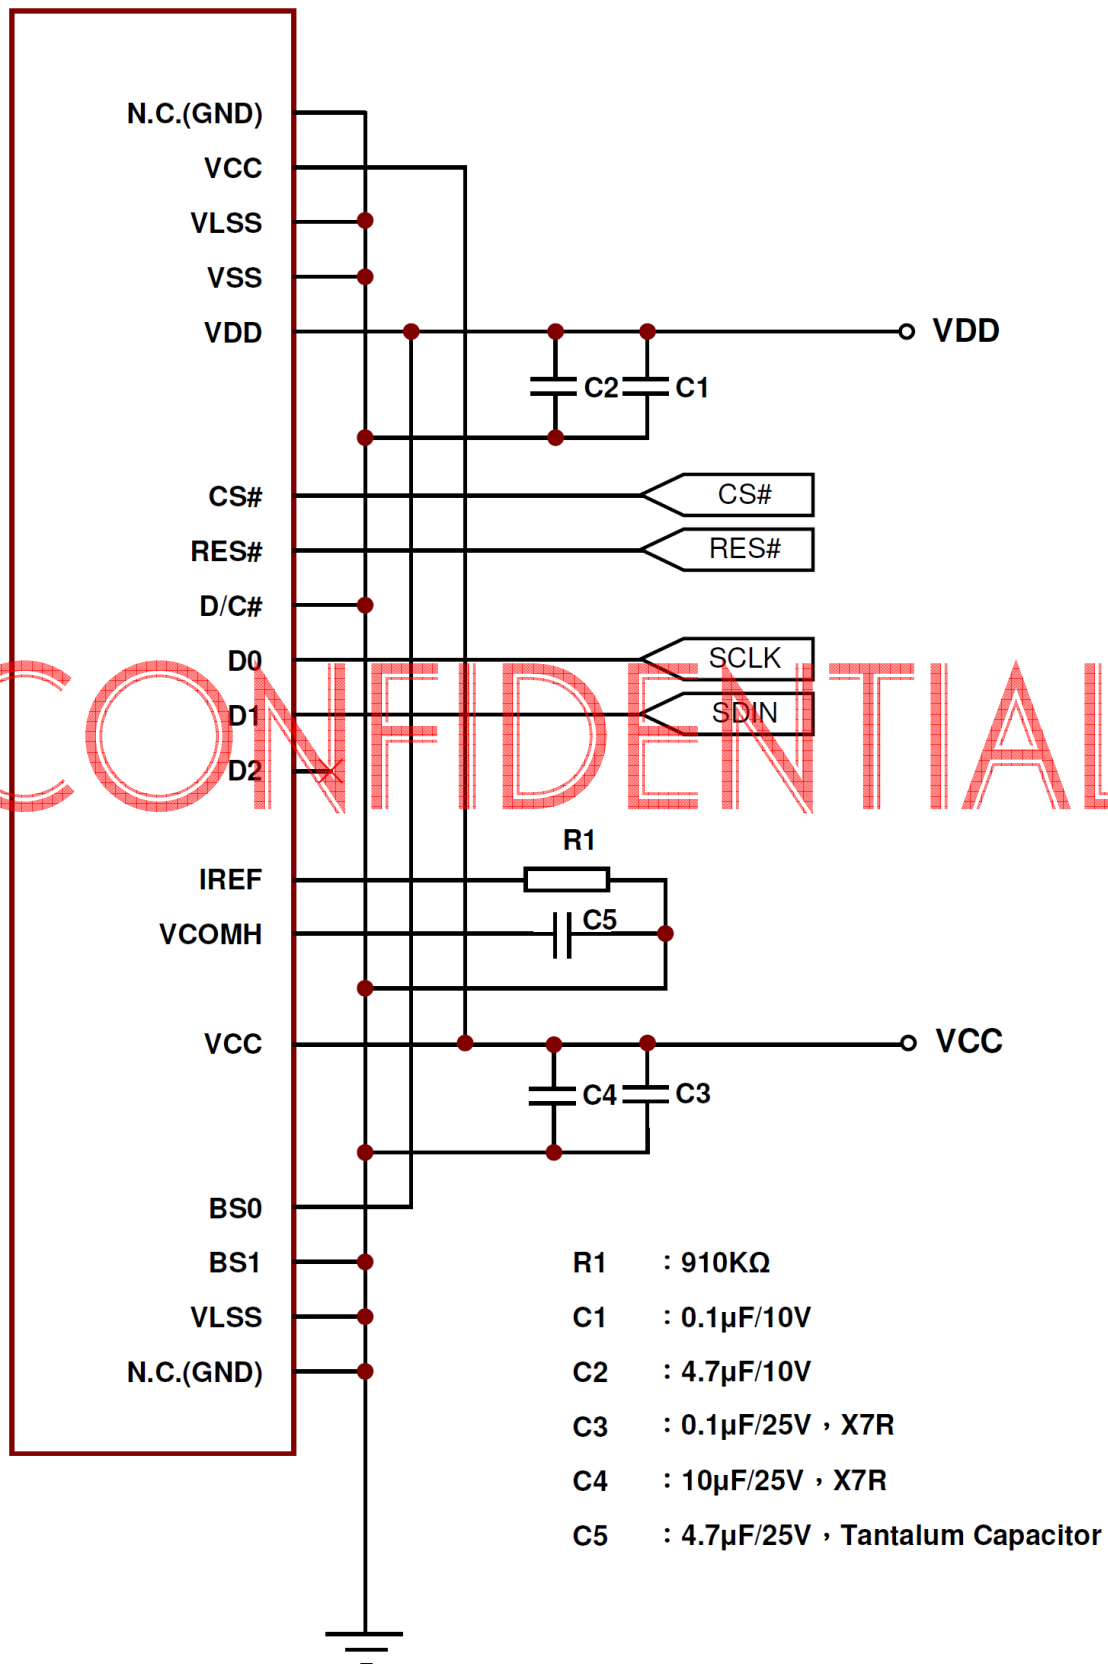 N.C.(GND)
VCC
VLSS
VSS
VDD
VDD
C2
C1
CS#
CS#
RES#
RES#
D/C#
D0
SCLK
D1
SDIN
D2
CONFIDENTIAL
R1
IREF
C5
VCOMH
VCC
VCC
C4
C3
BS0
BS1
VLSS
N.C.(GND)
R1 : 910KΩ
C1 : 0.1μF/10V
C2 : 4.7μF/10V
C3 : 0.1μF/25V，X7R
C4 : 10μF/25V，X7R
C5 : 4.7μF/25V，Tantalum Capacitor